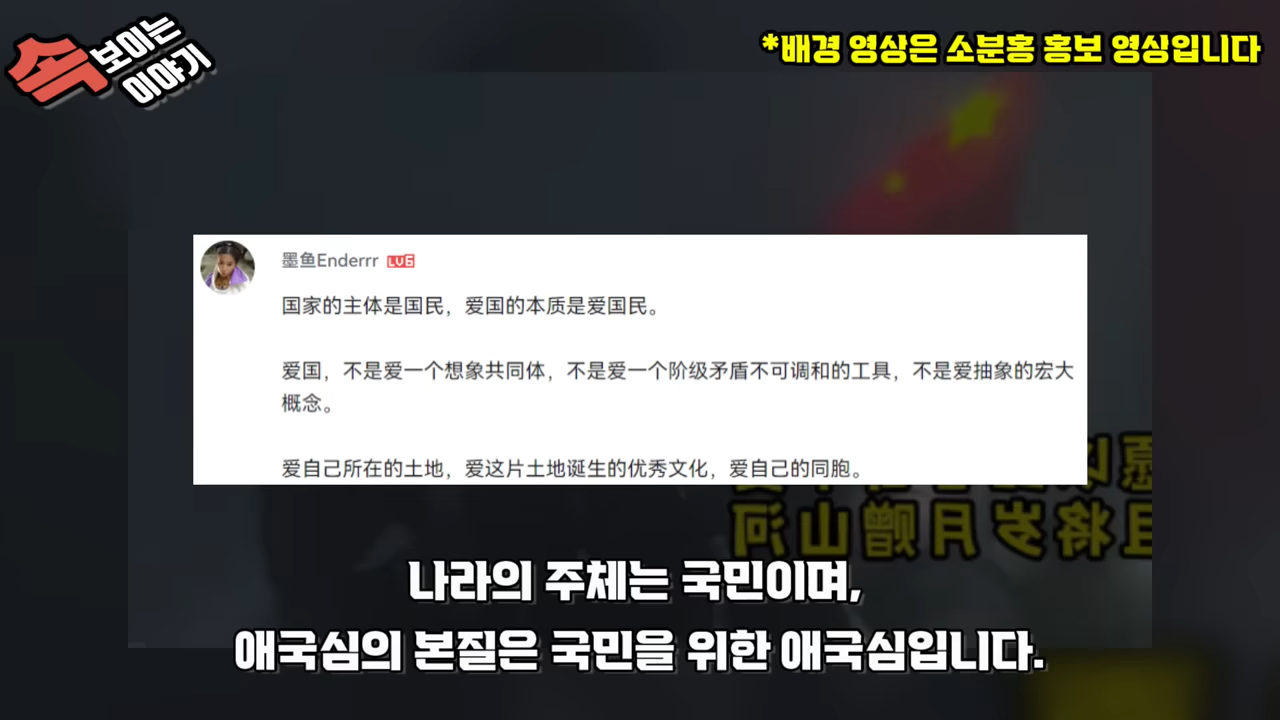 속
보이는
이야기
*배경 영상은 소분홍 홍보 영상입니다
墨鱼Enderrr LV6
国家的主体是国民，爱国的本质是爱国民。
爱国，不是爱一个想象共同体，不是爱一个阶级矛盾不可调和的工具，不是爱抽象的宏大
概念。
爱自己所在的土地，爱这片土地诞生的优秀文化，爱自己的同胞。
且将岁月赠山河
나라의 주체는 국민이며,
애국심의 본질은 국민을 위한 애국심입니다.